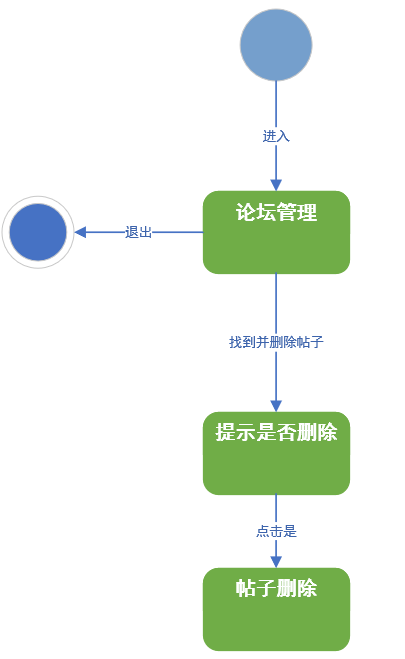 进入
论坛管理
退出
找到并删除帖子
提示是否删除
点击是
帖子删除